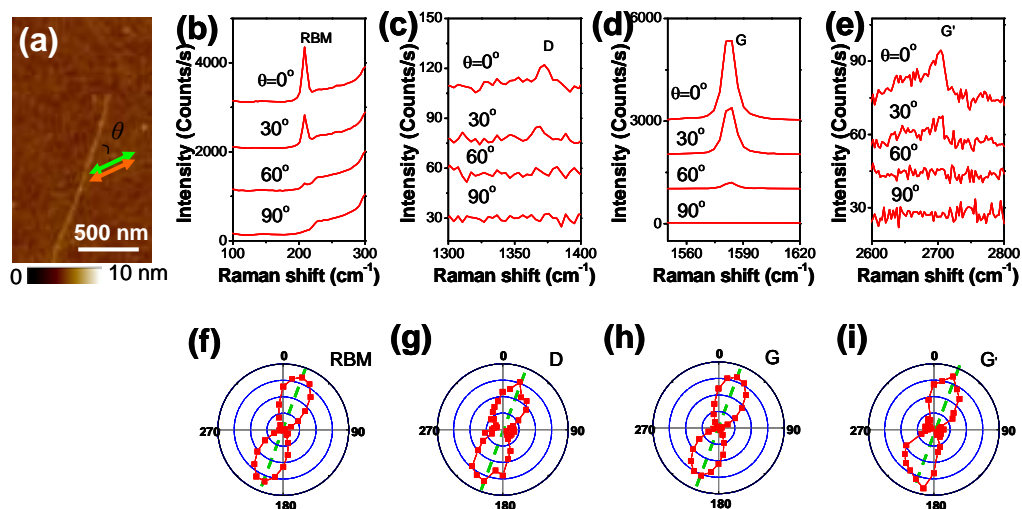 (a)
θ
500 nm
0 10 nm
(b)
Intensity (Counts/s)
4000
2000
0
RBM
θ=0°
30°
60°
90°
100 200 300
Raman shift (cm⁻¹)
(c)
Intensity (Counts/s)
150
120
90
60
30
D
θ=0°
30°
60°
90°
1300 1350 1400
Raman shift (cm⁻¹)
(d)
Intensity (Counts/s)
6000
3000
0
G
θ=0°
30°
60°
90°
1560 1590 1620
Raman shift (cm⁻¹)
(e)
Intensity (Counts/s)
90
60
30
G'
θ=0°
30°
60°
90°
2600 2700 2800
Raman shift (cm⁻¹)
(f)
RBM
0
270 90
180
(g)
D
0
270 90
180
(h)
G
0
270 90
180
(i)
G'
0
270 90
180